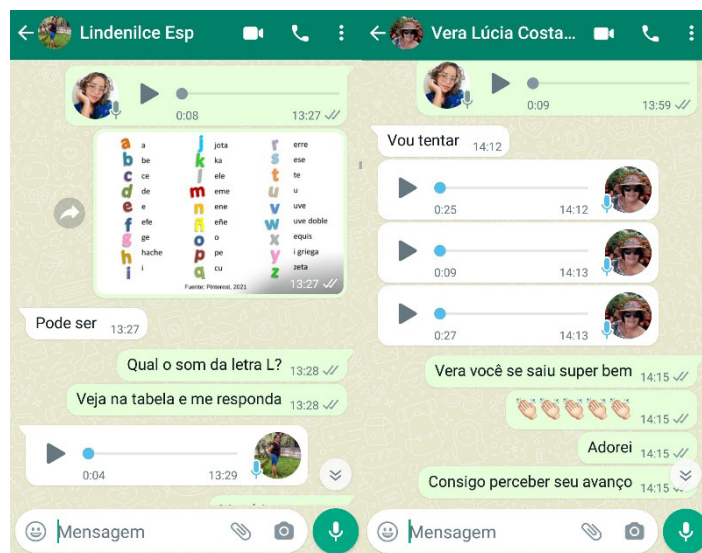 Lindenilce Esp
0:08 13:27
a a j jota r erre
b be k ka s ese
c ce l ele t te
d de m eme u u
e e n ene v uve
f efe ñ eñe w uve doble
g ge o o x equis
h hache p pe y i griega
i i q cu z zeta
Fuente: Pinterest, 2021
13:27
Pode ser 13:27
Qual o som da letra L? 13:28
Veja na tabela e me responda 13:28
0:04 13:29
Mensagem
Vera Lúcia Costa...
0:09 13:59
Vou tentar 14:12
0:25 14:12
0:09 14:13
0:27 14:13
Vera você se saiu super bem 14:15
14:15
Adorei 14:15
Consigo perceber seu avanço 14:15
Mensagem